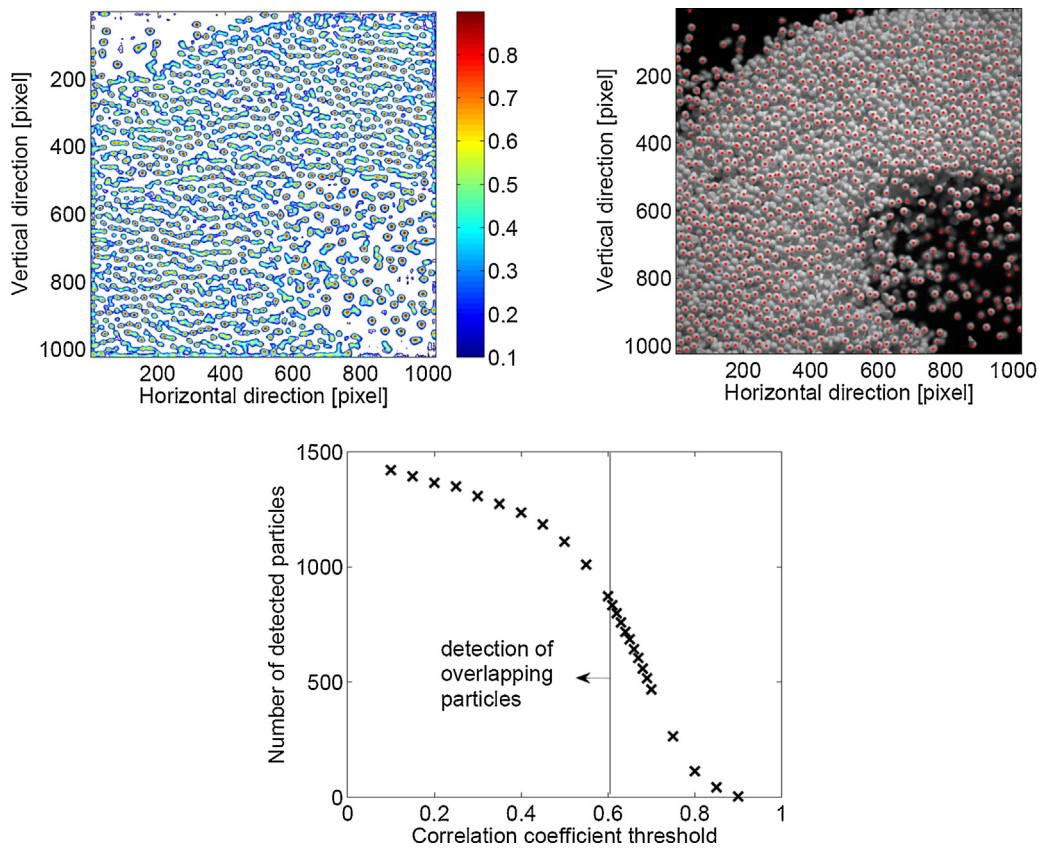 0.8
0.7
0.6
0.5
0.4
0.3
0.2
0.1
200
400
600
800
1000
Vertical direction [pixel]
200 400 600 800 1000
Horizontal direction [pixel]
200
400
600
800
1000
Vertical direction [pixel]
200 400 600 800 1000
Horizontal direction [pixel]
1500
1000
500
0
Number of detected particles
detection of
overlapping
particles
0 0.2 0.4 0.6 0.8 1
Correlation coefficient threshold